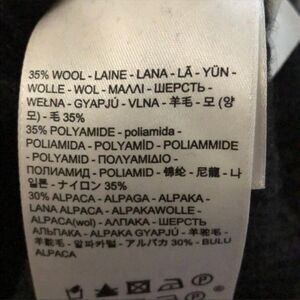 35% WOOL - LAINE - LANA - LÃ - YÜN -
WOLLE - WOL - ΜΑΛΛΙ - ШЕРСТЬ -
WEŁNA - GYAPJÚ - VLNA - 羊毛 - 모 (양
모) - 毛 35%
35% POLYAMIDE - poliamida -
POLIAMIDA - POLYAMİD - POLIAMMIDE
- POLYAMID - ΠΟΛΥΑΜΙΔΙΟ -
ПОЛИАМИД - POLIAMID - 锦纶 - 尼龍 - 나
일론 - ナイロン 35%
30% ALPACA - ALPAGA - ALPAKA -
LANA ALPACA - ALPAKAWOLLE -
ALPACA(wol) - ΑΛΠΑΚΑ - ШЕРСТЬ
АЛЬПАКА - ALPAKA GYAPJÚ - 羊驼毛 -
羊駝毛 - 알파카털 - アルパカ 30% - BULU
ALPACA
P